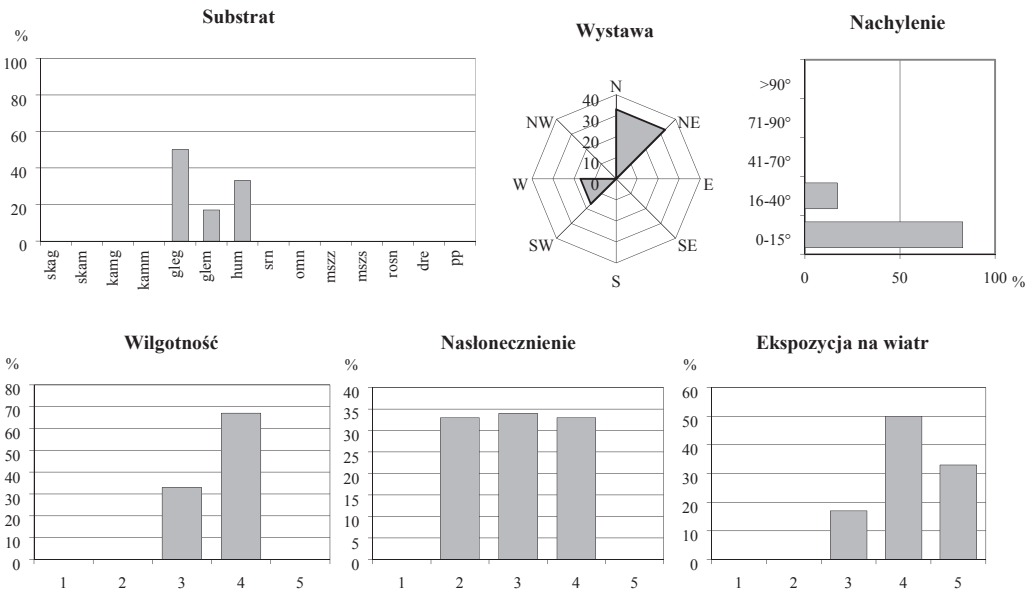 Substrat
%
100
80
60
40
20
0
skag
skam
kamg
kamm
gleg
glem
hum
srn
omn
mszz
mszs
rosn
dre
pp
Wystawa
N
NE
E
SE
S
SW
W
NW
40
30
20
10
0
Nachylenie
>90°
71-90°
41-70°
16-40°
0-15°
0 50 100 %
Wilgotność
%
80
70
60
50
40
30
20
10
0
1 2 3 4 5
Nasłonecznienie
%
40
35
30
25
20
15
10
5
0
1 2 3 4 5
Ekspozycja na wiatr
%
60
50
40
30
20
10
0
1 2 3 4 5